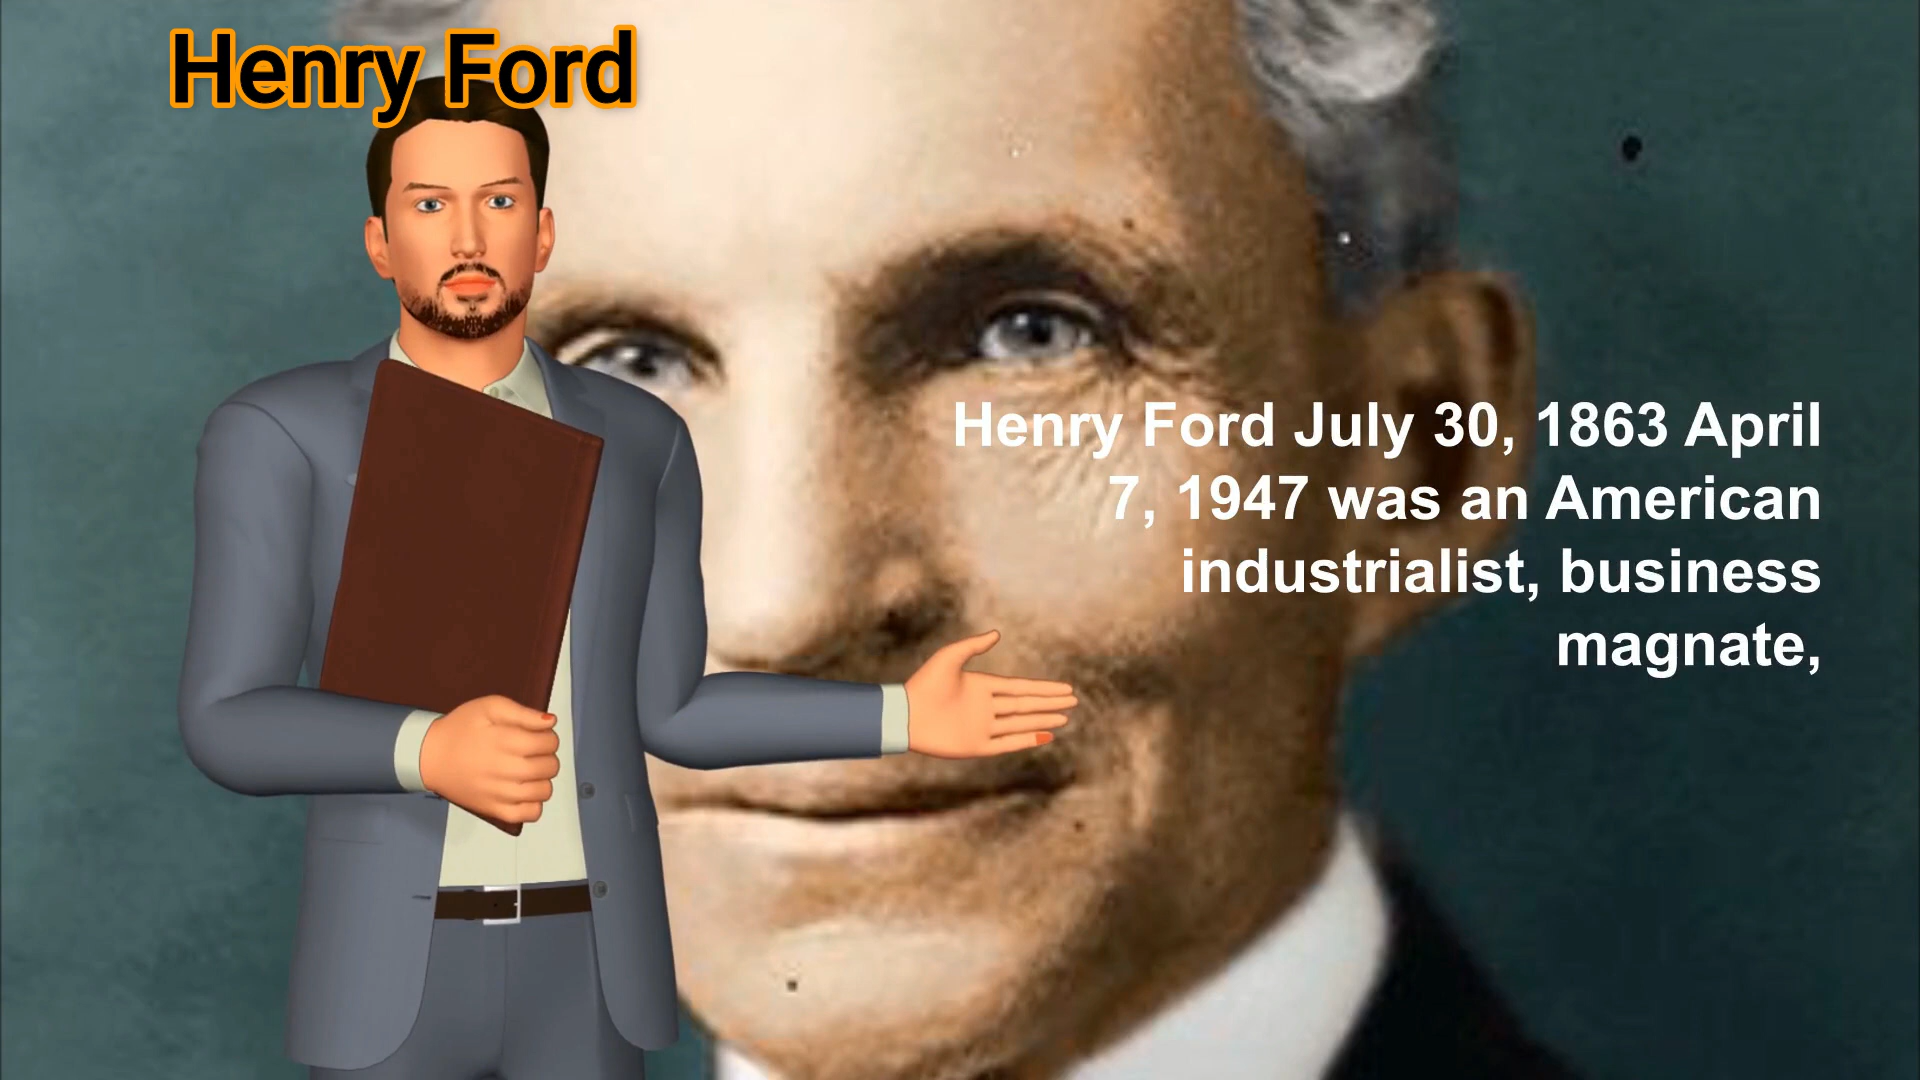 Henry Ford
Henry Ford July 30, 1863 April
7, 1947 was an American
industrialist, business
magnate,